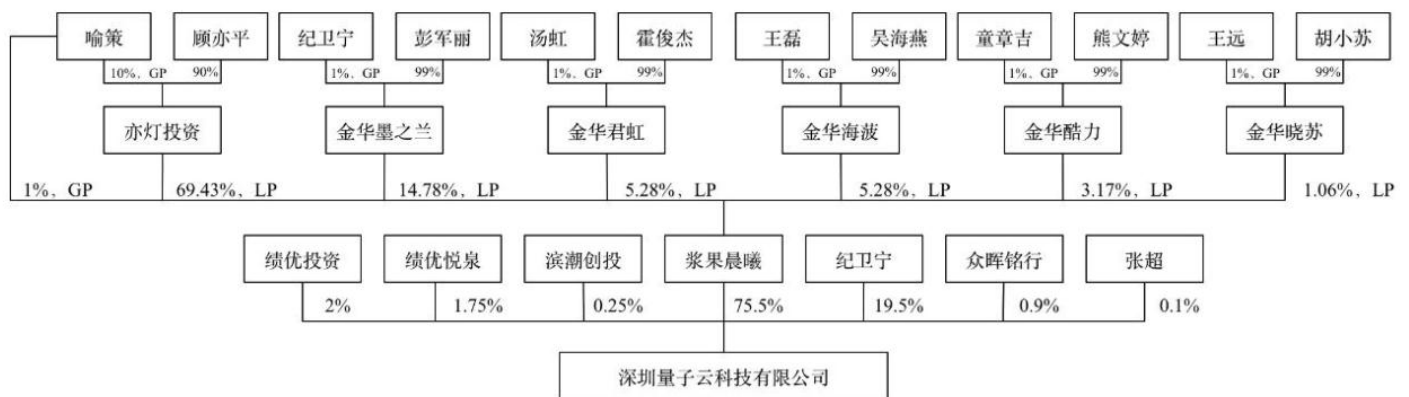 喻策 顾亦平 纪卫宁 彭军丽 汤虹 霍俊杰 王磊 吴海燕 童章吉 熊文婷 王远 胡小苏
10%，GP 90% 1%，GP 99% 1%，GP 99% 1%，GP 99% 1%，GP 99% 1%，GP 99%
亦灯投资 金华墨之兰 金华君虹 金华海菠 金华酷力 金华晓苏
1%，GP 69.43%，LP 14.78%，LP 5.28%，LP 5.28%，LP 3.17%，LP 1.06%，LP
绩优投资 绩优悦泉 滨潮创投 浆果晨曦 纪卫宁 众晖铭行 张超
2% 1.75% 0.25% 75.5% 19.5% 0.9% 0.1%
深圳量子云科技有限公司